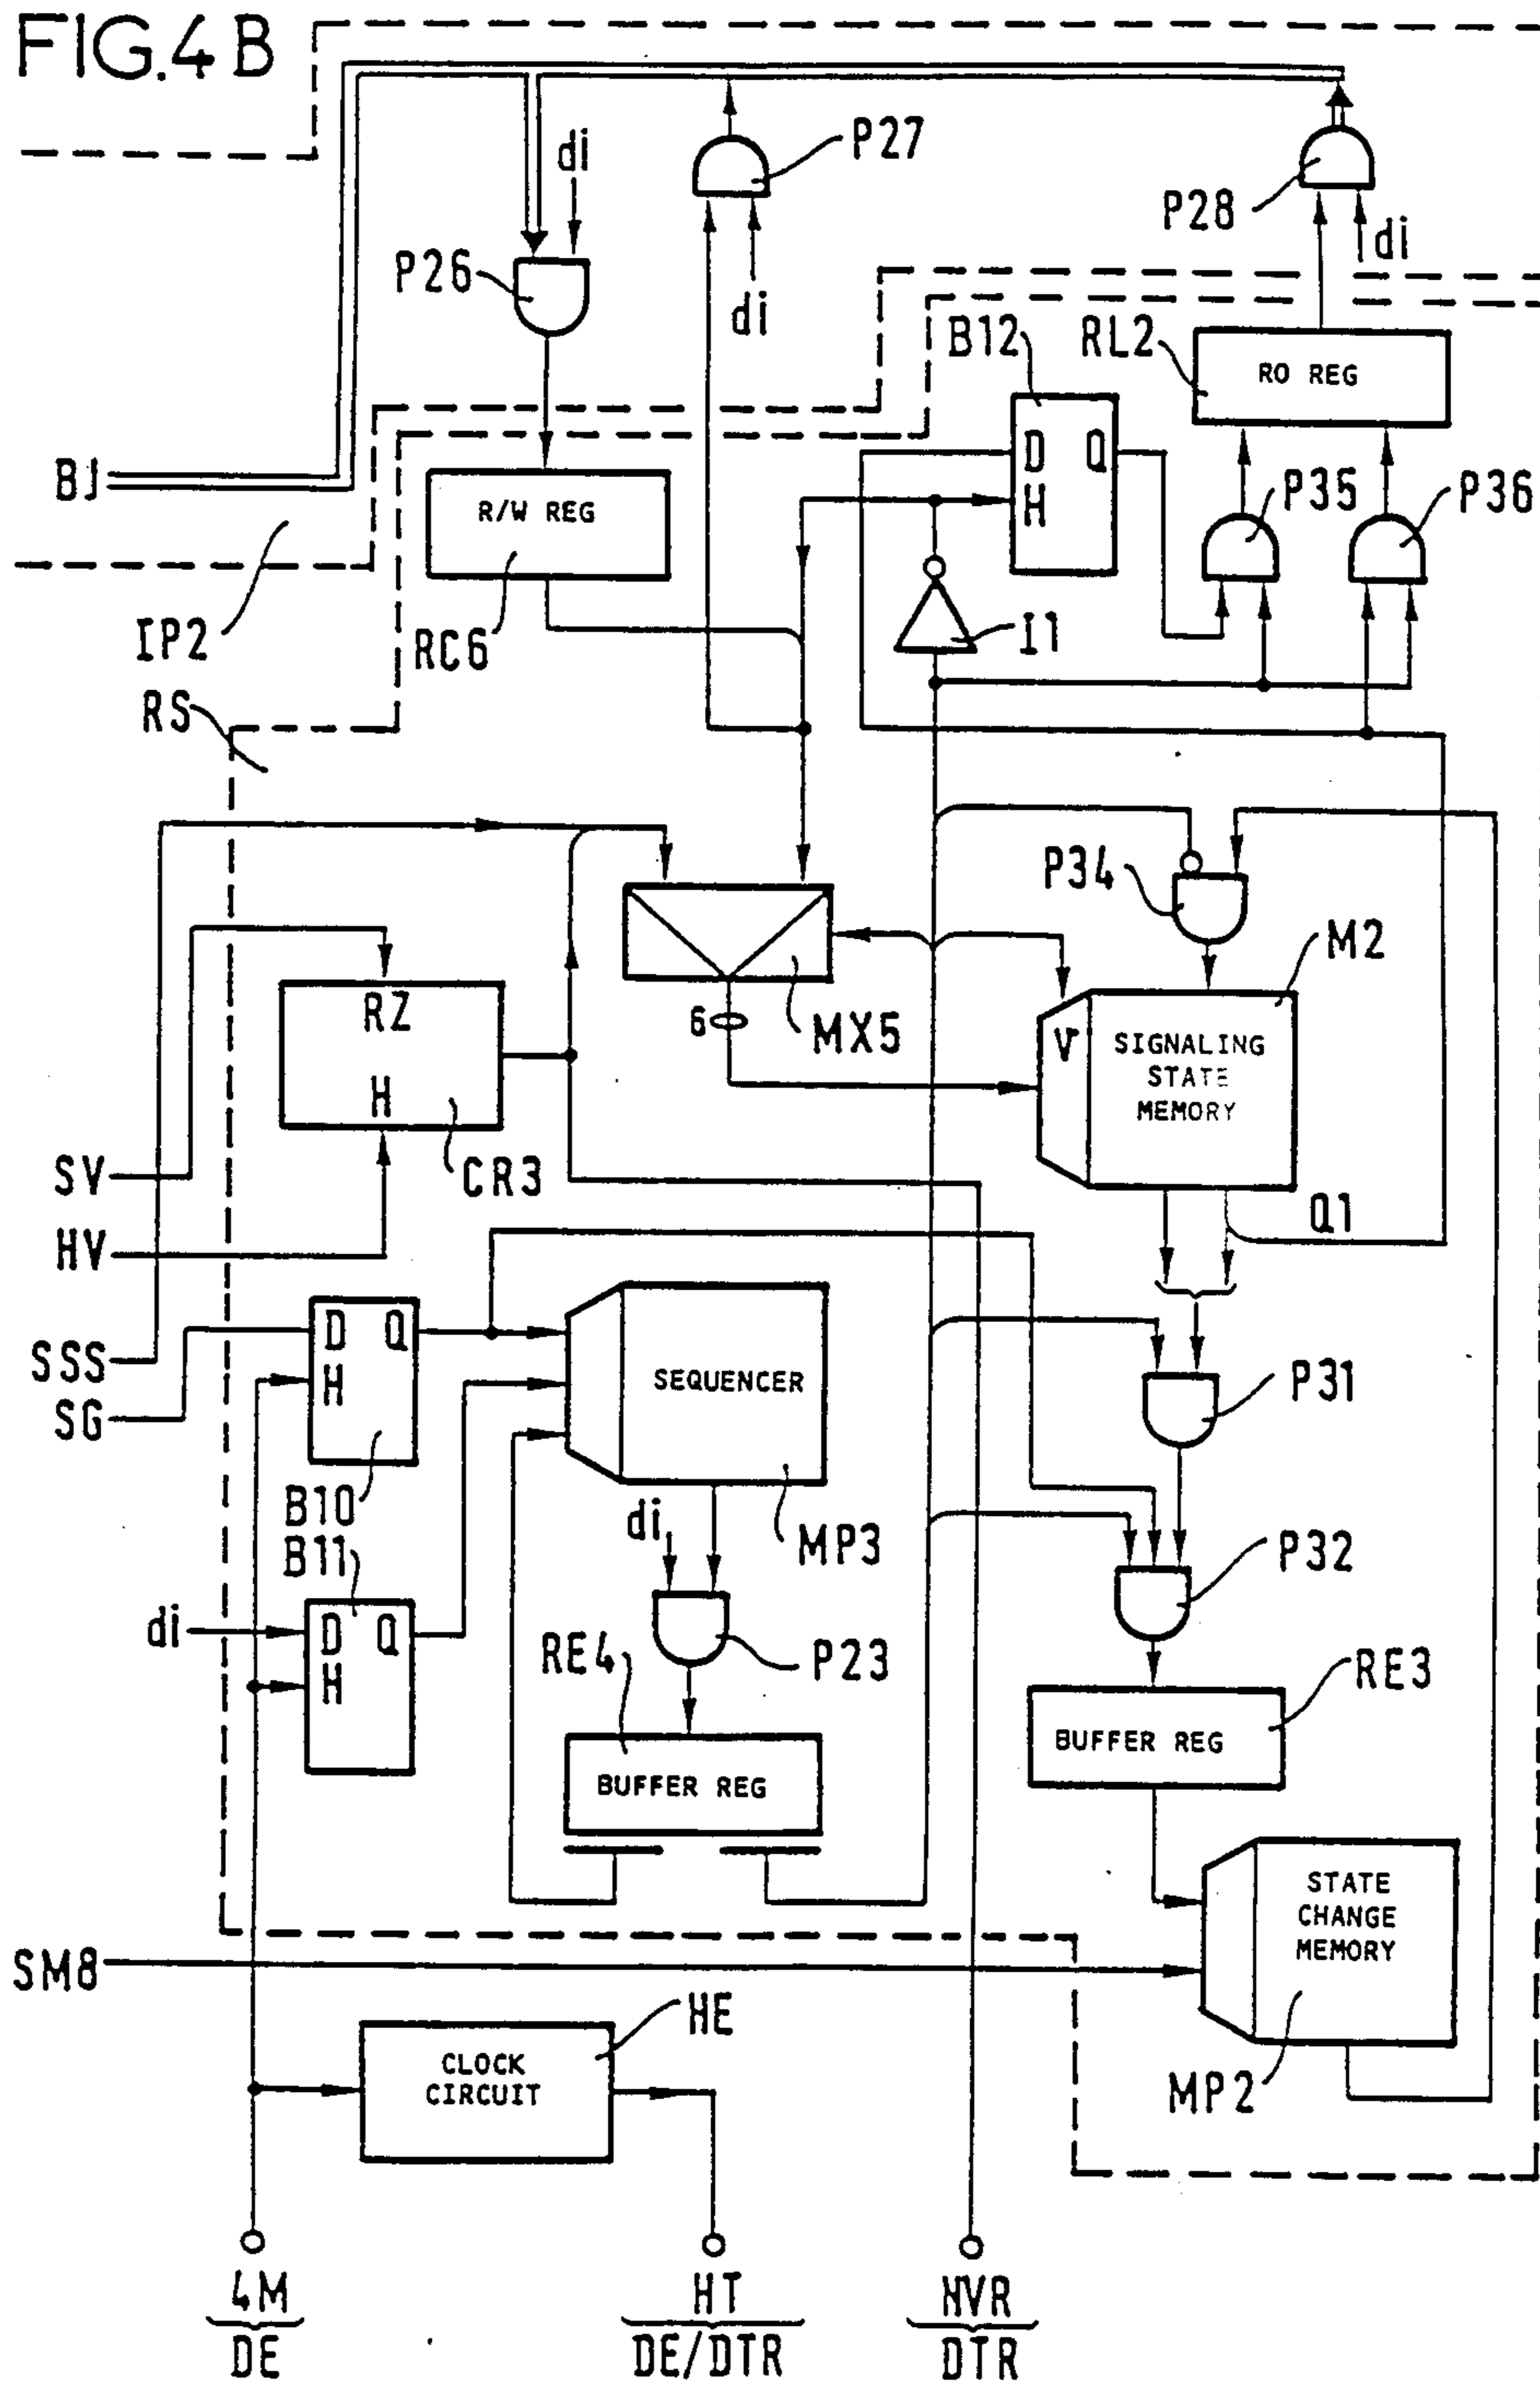 FIG.4 B
di
P27
P28
di
P26
di
B12
RL2
RO REG
BJ
D Q
H
P35
P36
R/W REG
IP2
RC6
I1
RS
P34
M2
RZ
H
6
MX5
V
SIGNALING
STATE
MEMORY
SV
CR3
Q1
HV
D Q
H
SSS
SG
SEQUENCER
P31
B10
B11
di
MP3
P32
di
D Q
H
RE4
P23
RE3
BUFFER REG
BUFFER REG
STATE
CHANGE
MEMORY
SM8
HE
CLOCK
CIRCUIT
MP2
4M
DE
HT
DE/DTR
NVR
DTR